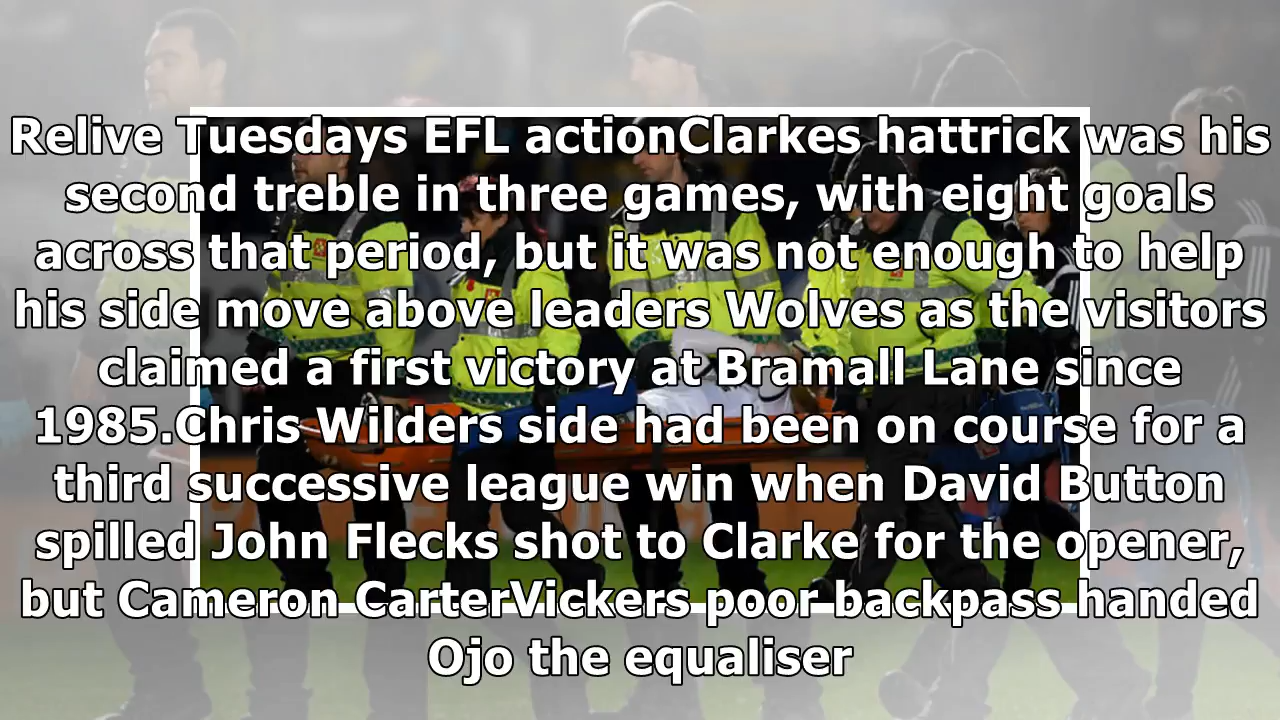 Relive Tuesdays EFL actionClarkes hattrick was his
second treble in three games, with eight goals
across that period, but it was not enough to help
his side move above leaders Wolves as the visitors
claimed a first victory at Bramall Lane since
1985.Chris Wilders side had been on course for a
third successive league win when David Button
spilled John Flecks shot to Clarke for the opener,
but Cameron CarterVickers poor backpass handed
Ojo the equaliser